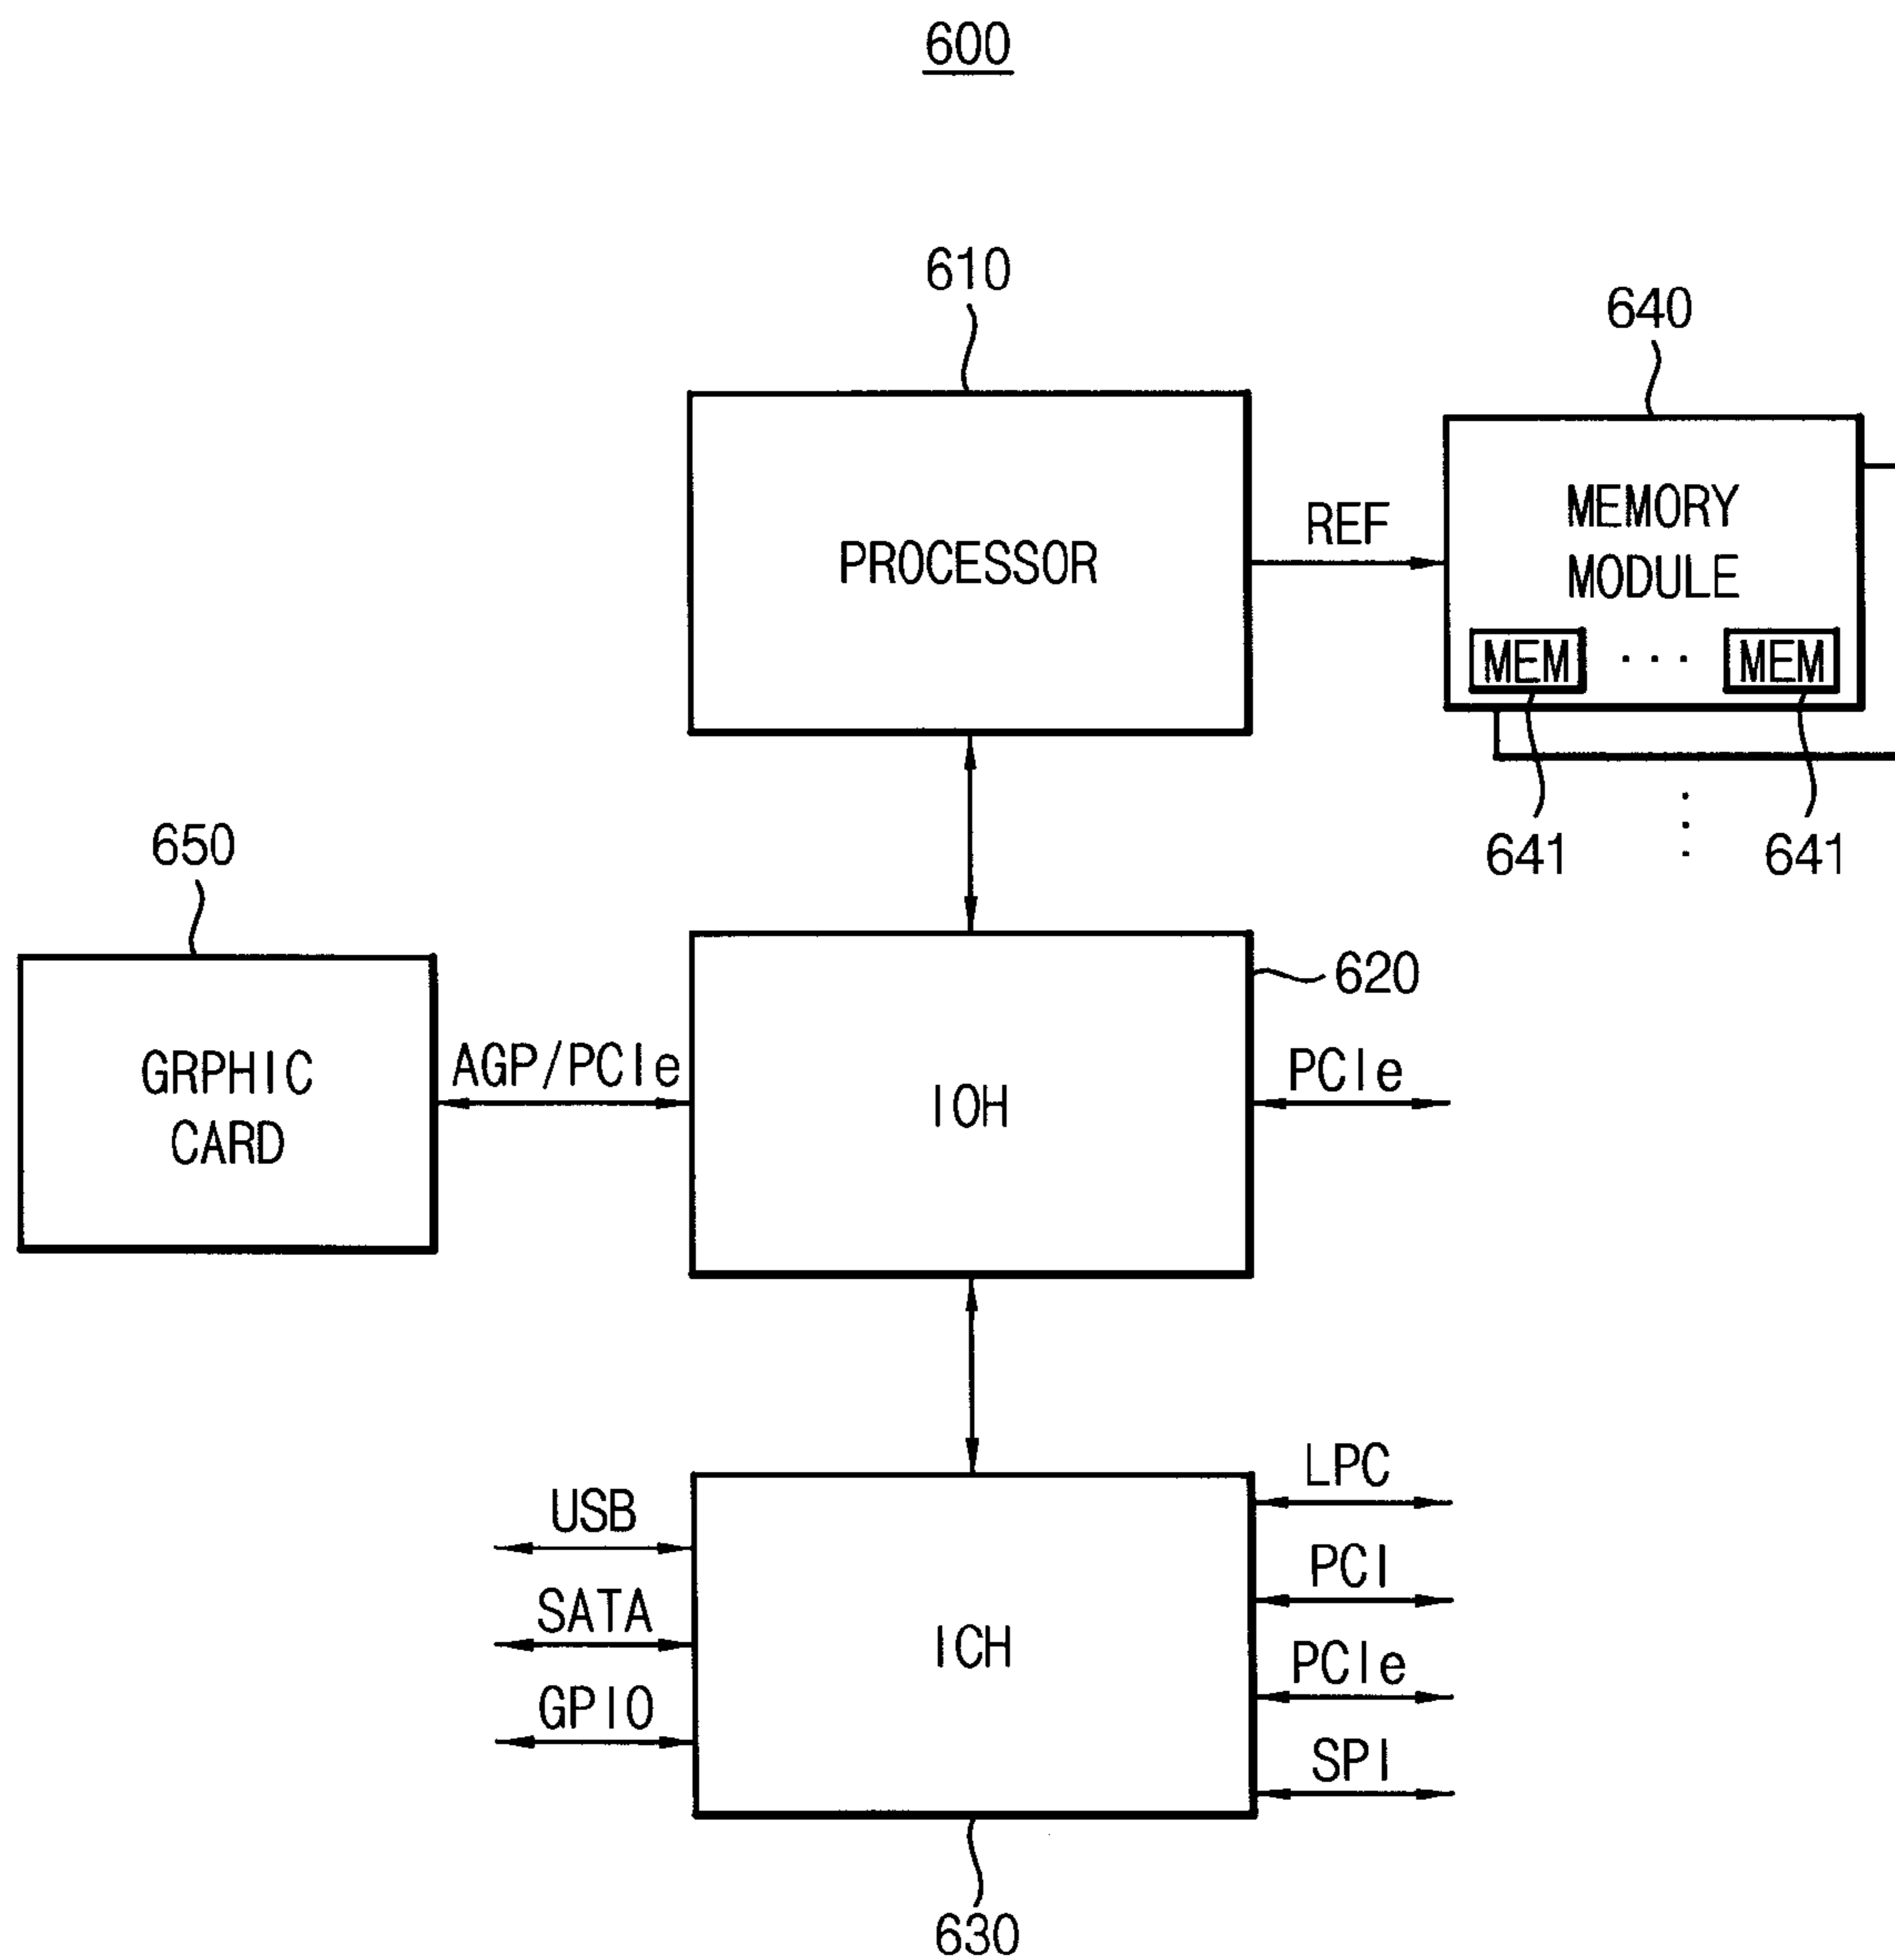 600
610
640
PROCESSOR
REF
MEMORY
MODULE
MEM
. . .
MEM
641
641
650
620
GRPHIC
CARD
AGP/PCIe
IOH
PCIe
USB
SATA
GPIO
ICH
LPC
PCI
PCIe
SPI
630